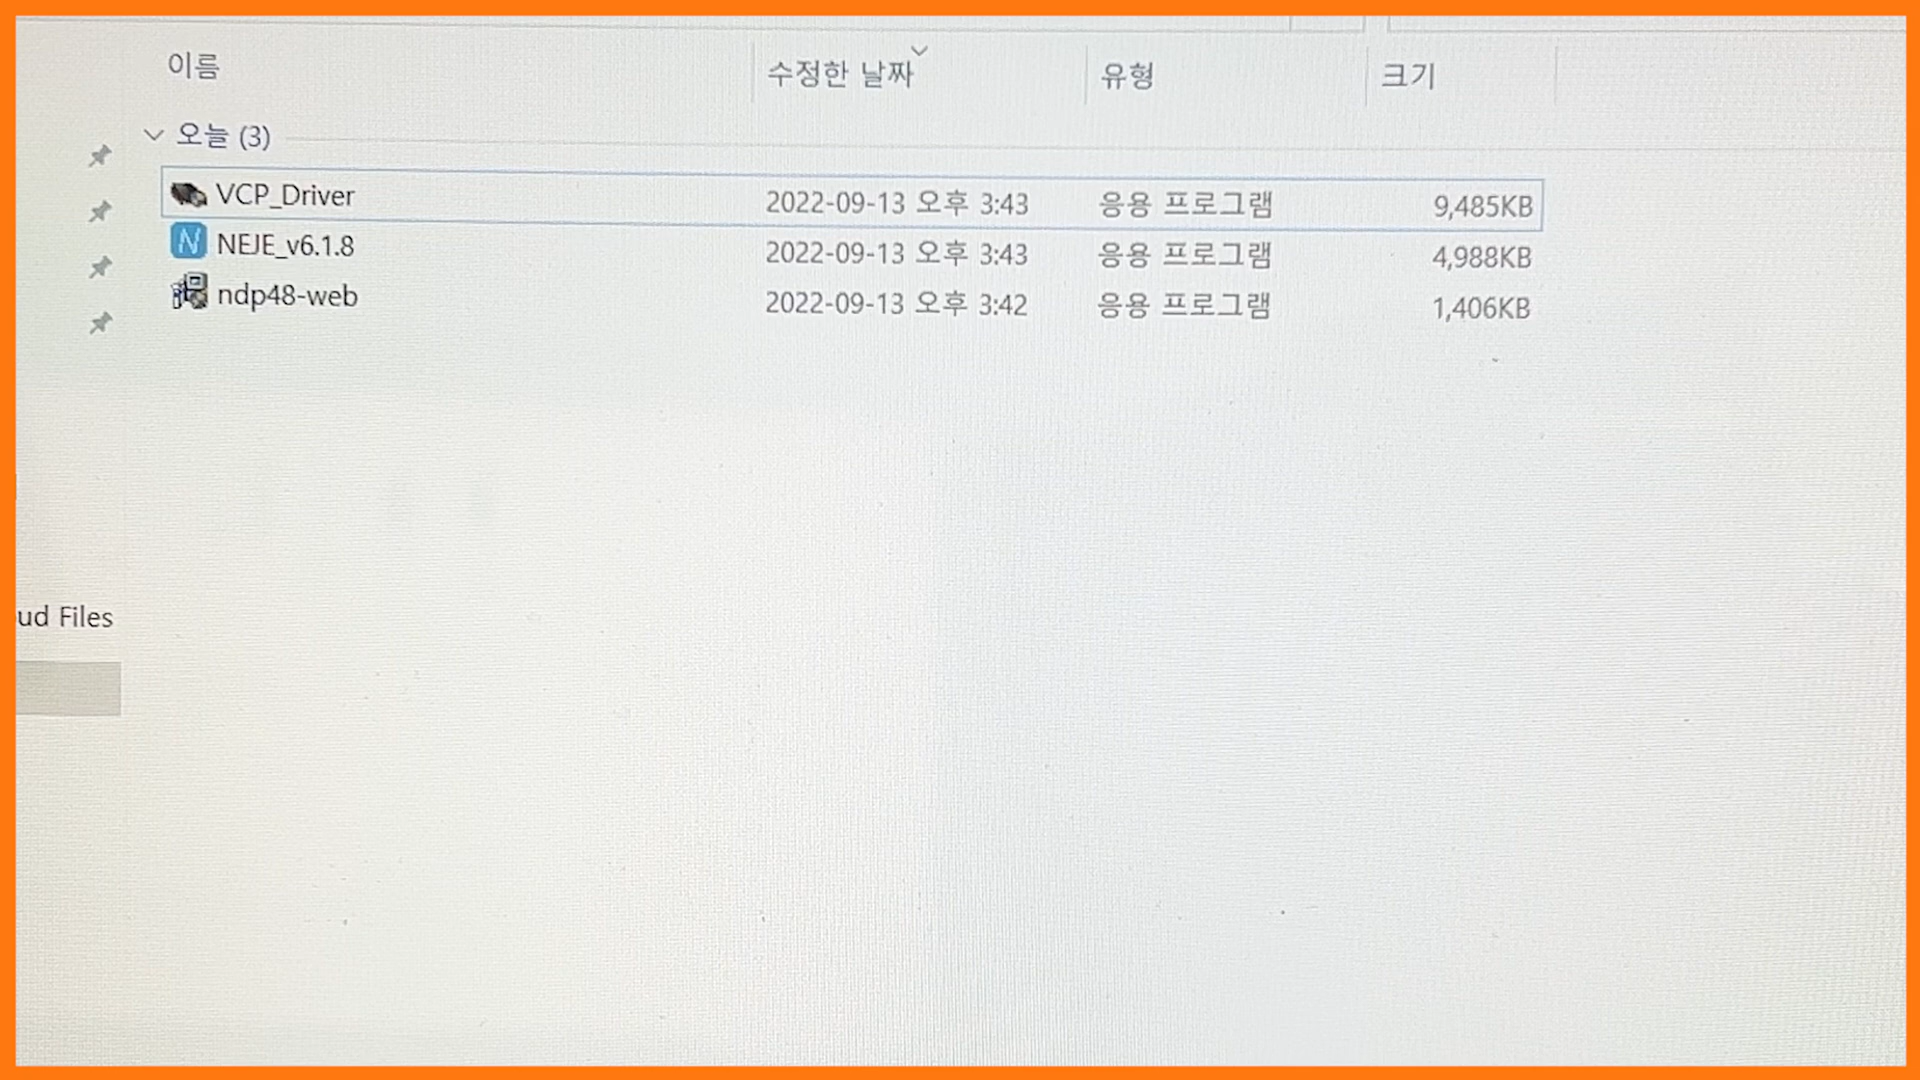 이름 수정한 날짜 유형 크기
오늘 (3)
VCP_Driver 2022-09-13 오후 3:43 응용 프로그램 9,485KB
NEJE_v6.1.8 2022-09-13 오후 3:43 응용 프로그램 4,988KB
ndp48-web 2022-09-13 오후 3:42 응용 프로그램 1,406KB
ud Files